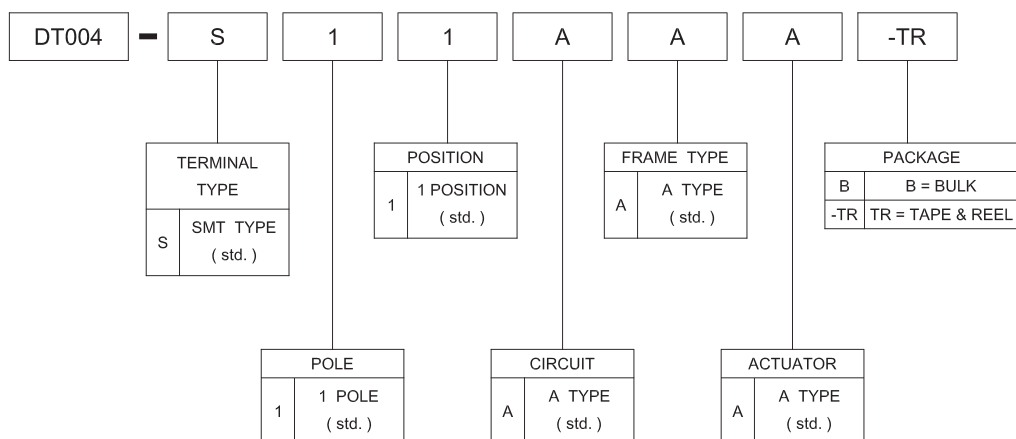 DT004 - S 1 1 A A A -TR
TERMINAL
TYPE
S SMT TYPE
( std. )
POSITION
1 1 POSITION
( std. )
FRAME TYPE
A A TYPE
( std. )
PACKAGE
B B = BULK
-TR TR = TAPE & REEL
POLE
1 1 POLE
( std. )
CIRCUIT
A A TYPE
( std. )
ACTUATOR
A A TYPE
( std. )